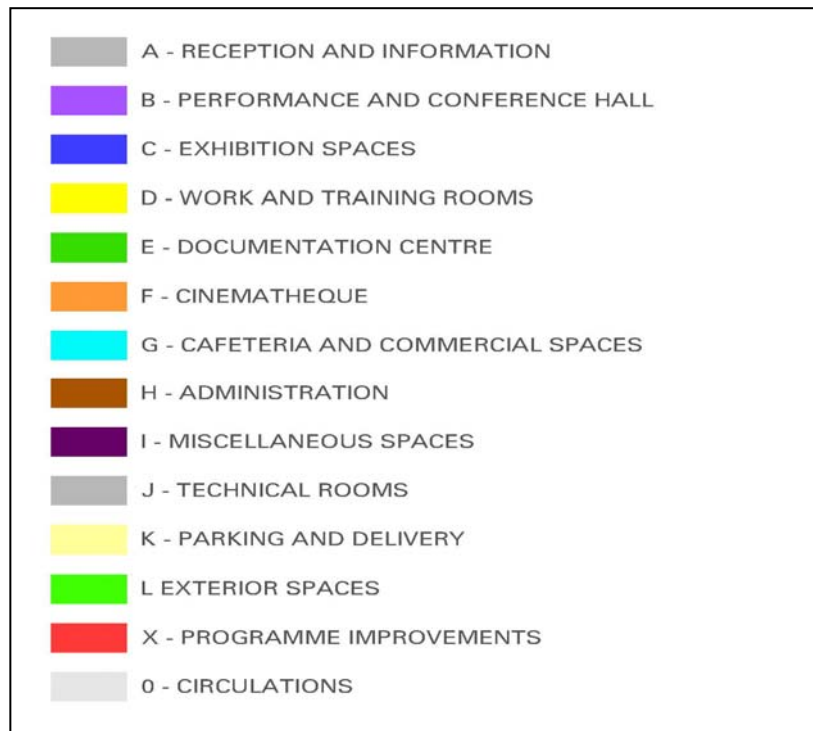 A - RECEPTION AND INFORMATION
B - PERFORMANCE AND CONFERENCE HALL
C - EXHIBITION SPACES
D - WORK AND TRAINING ROOMS
E - DOCUMENTATION CENTRE
F - CINEMATHEQUE
G - CAFETERIA AND COMMERCIAL SPACES
H - ADMINISTRATION
I - MISCELLANEOUS SPACES
J - TECHNICAL ROOMS
K - PARKING AND DELIVERY
L EXTERIOR SPACES
X - PROGRAMME IMPROVEMENTS
0 - CIRCULATIONS